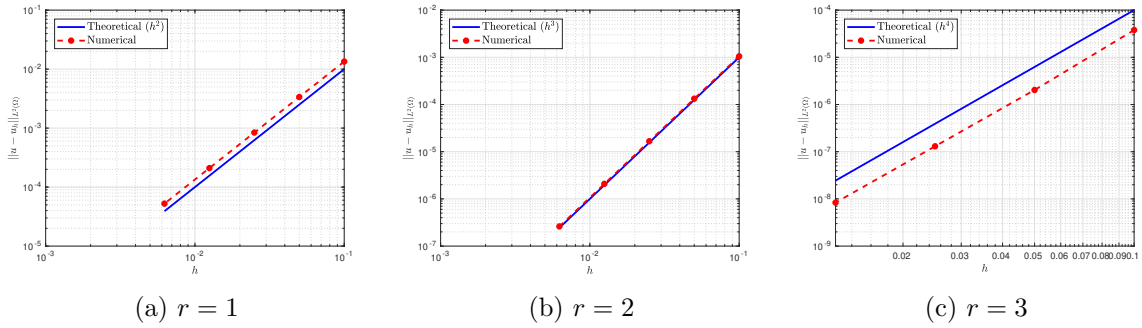 10^{-1}
Theoretical (h^2)
Numerical
10^{-2}
10^{-3}
10^{-4}
10^{-5}
||u − u_h||_{L^2(Ω)}
10^{-3} 10^{-2} 10^{-1}
h
(a) r = 1
10^{-2}
Theoretical (h^3)
Numerical
10^{-3}
10^{-4}
10^{-5}
10^{-6}
10^{-7}
||u − u_h||_{L^2(Ω)}
10^{-3} 10^{-2} 10^{-1}
h
(b) r = 2
10^{-4}
Theoretical (h^4)
Numerical
10^{-5}
10^{-6}
10^{-7}
10^{-8}
10^{-9}
||u − u_h||_{L^2(Ω)}
0.02 0.03 0.04 0.05 0.06 0.07 0.08 0.09 0.1
h
(c) r = 3